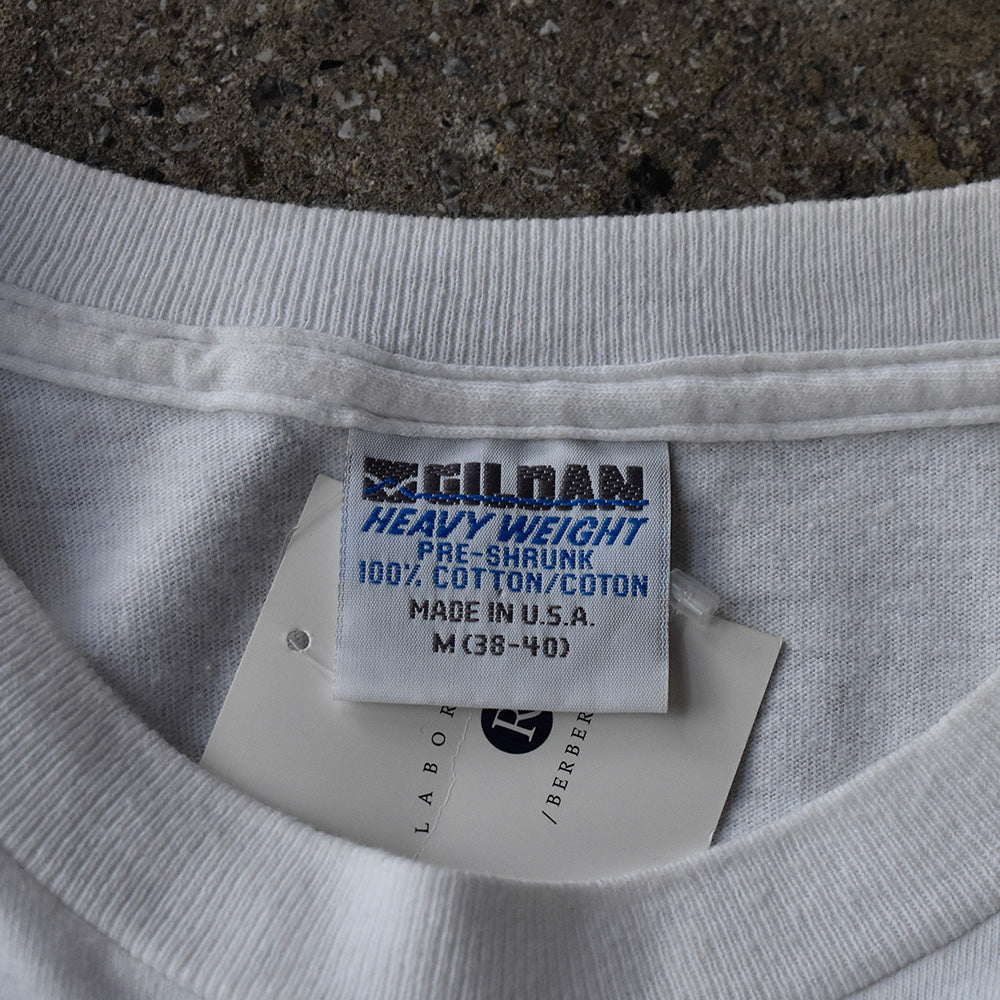 GILDAN
HEAVY WEIGHT
PRE-SHRUNK
100% COTTON/COTON
MADE IN U.S.A.
M (38-40)
LABOR
R
/BERBER